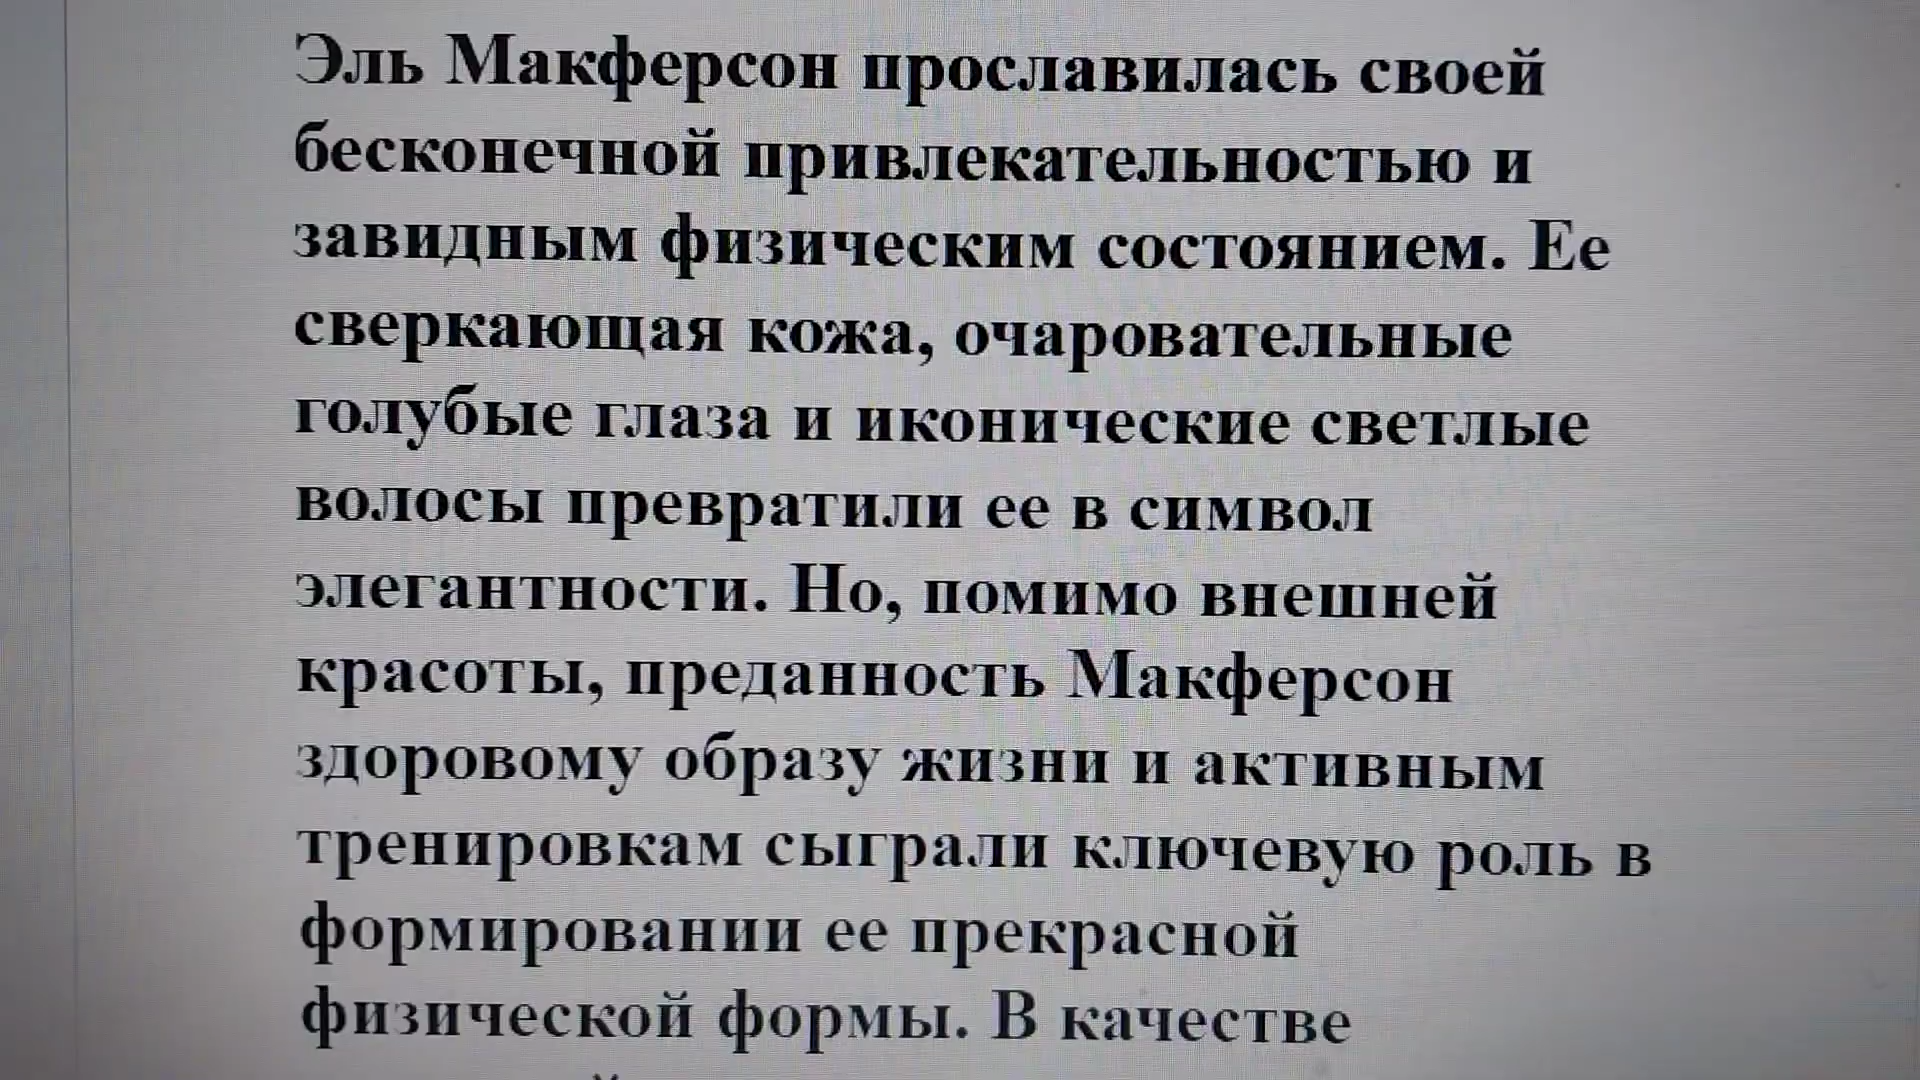 Эль Макферсон прославилась своей
бесконечной привлекательностью и
завидным физическим состоянием. Ее
сверкающая кожа, очаровательные
голубые глаза и иконические светлые
волосы превратили ее в символ
элегантности. Но, помимо внешней
красоты, преданность Макферсон
здоровому образу жизни и активным
тренировкам сыграли ключевую роль в
формировании ее прекрасной
физической формы. В качестве